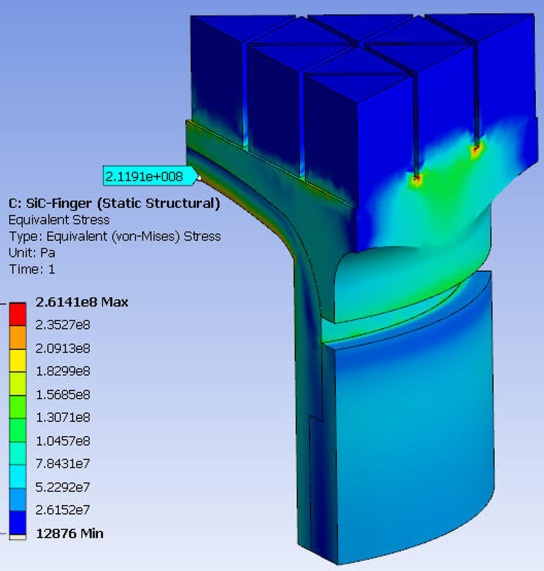 2.1191e+008
C: SiC-Finger (Static Structural)
Equivalent Stress
Type: Equivalent (von-Mises) Stress
Unit: Pa
Time: 1
2.6141e8 Max
2.3527e8
2.0913e8
1.8299e8
1.5685e8
1.3071e8
1.0457e8
7.8431e7
5.2292e7
2.6152e7
12876 Min